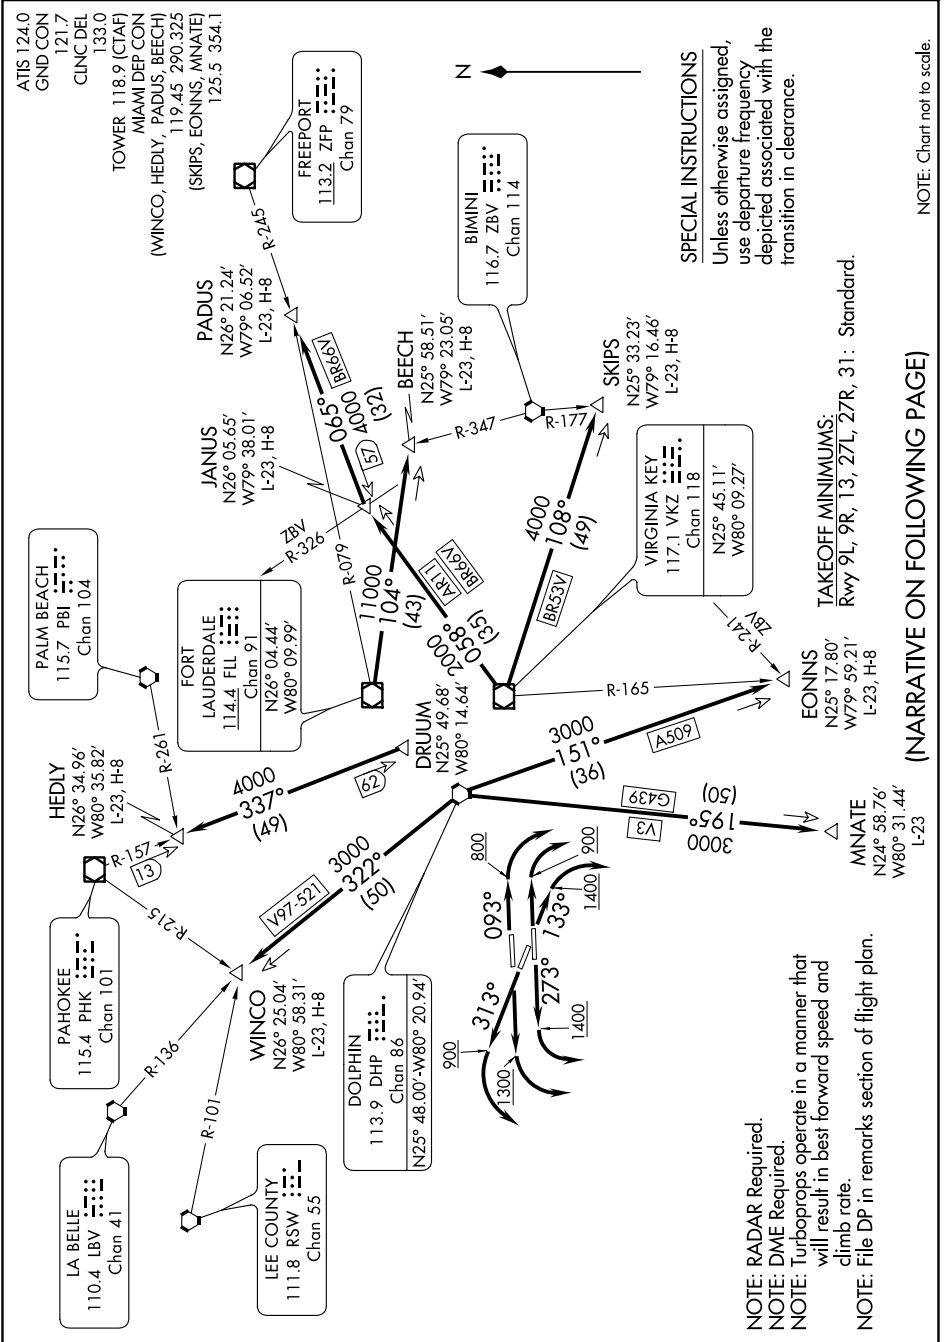 ATIS 124.0
GND CON
121.7
CLNC DEL
133.0
TOWER 118.9 (CTAF)
MIAMI DEP CON
(WINCO, HEDLY, PADUS, BEECH)
119.45 290.325
(SKIPS, EONNS, MNATE)
125.5 354.1
LA BELLE
110.4 LBV
Chan 41
R-136
LEE COUNTY
111.8 RSW
Chan 55
R-101
PAHOKEE
115.4 PHK
Chan 101
R-215
R-157
13
HEDLY
N26° 34.96'
W80° 35.82'
L-23, H-8
PALM BEACH
115.7 PBI
Chan 104
R-261
WINCO
N26° 25.04'
W80° 58.31'
L-23, H-8
V97-521
3000
322°
(50)
4000
337°
(49)
62
DRUUM
N25° 49.68'
W80° 14.64'
FORT
LAUDERDALE
114.4 FLL
Chan 91
N26° 04.44'
W80° 09.99'
R-079
ZBV
R-326
JANUS
N26° 05.65'
W79° 38.01'
L-23, H-8
PADUS
N26° 21.24'
W79° 06.52'
L-23, H-8
R-245
FREEPORT
113.2 ZFP
Chan 79
BR66V
065°
4000
(32)
57
BEECH
N25° 58.51'
W79° 23.05'
L-23, H-8
11000
104°
(43)
R-347
BIMINI
116.7 ZBV
Chan 114
R-177
AR11
BR66V
2000
058°
(35)
SKIPS
N25° 33.23'
W79° 16.46'
L-23, H-8
4000
108°
(49)
BR53V
VIRGINIA KEY
117.1 VKZ
Chan 118
N25° 45.11'
W80° 09.27'
R-241
ZBV
R-165
EONNS
N25° 17.80'
W79° 59.21'
L-23, H-8
3000
151°
(36)
A509
G439
V3
(50)
195°
3000
MNATE
N24° 58.76'
W80° 31.44'
L-23
DOLPHIN
113.9 DHP
Chan 86
N25° 48.00'-W80° 20.94'
900
313°
1300
273°
1400
800
093°
900
133°
1400
N
SPECIAL INSTRUCTIONS
Unless otherwise assigned,
use departure frequency
depicted associated with the
transition in clearance.
TAKEOFF MINIMUMS:
Rwy 9L, 9R, 13, 27L, 27R, 31: Standard.
NOTE: RADAR Required.
NOTE: DME Required.
NOTE: Turboprops operate in a manner that
will result in best forward speed and
climb rate.
NOTE: File DP in remarks section of flight plan.
(NARRATIVE ON FOLLOWING PAGE)
NOTE: Chart not to scale.